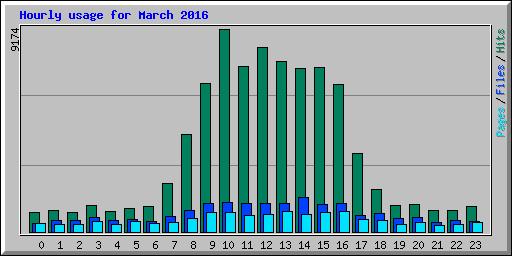 Hourly usage for March 2016
9174
Pages/Files/Hits
0 1 2 3 4 5 6 7 8 9 10 11 12 13 14 15 16 17 18 19 20 21 22 23